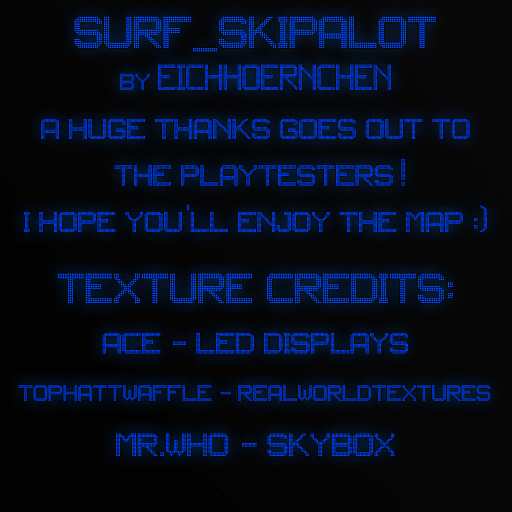 SURF_SKIPALOT
BY EICHHOERNCHEN
A HUGE THANKS GOES OUT TO
THE PLAYTESTERS!
I HOPE YOU'LL ENJOY THE MAP :)
TEXTURE CREDITS:
ACE - LED DISPLAYS
TOPHATTWAFFLE - REALWORLDTEXTURES
MR.WHO - SKYBOX